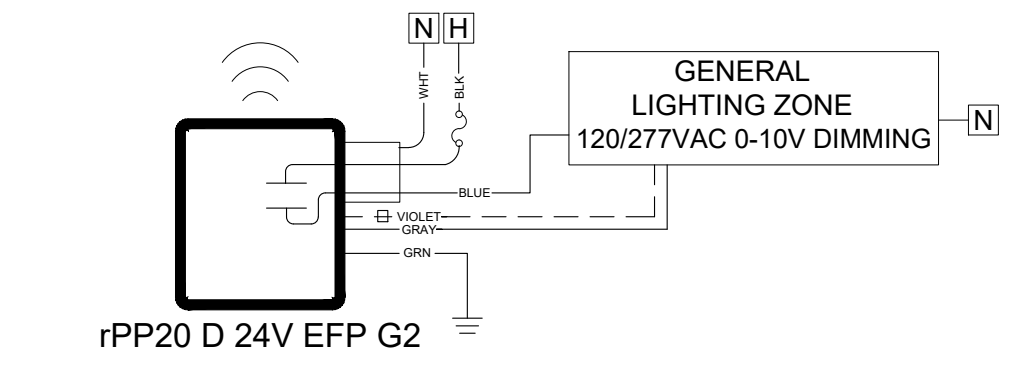 N H
WHT
BLK
GENERAL
LIGHTING ZONE
120/277VAC 0-10V DIMMING
N
BLUE
VIOLET
GRAY
GRN
rPP20 D 24V EFP G2